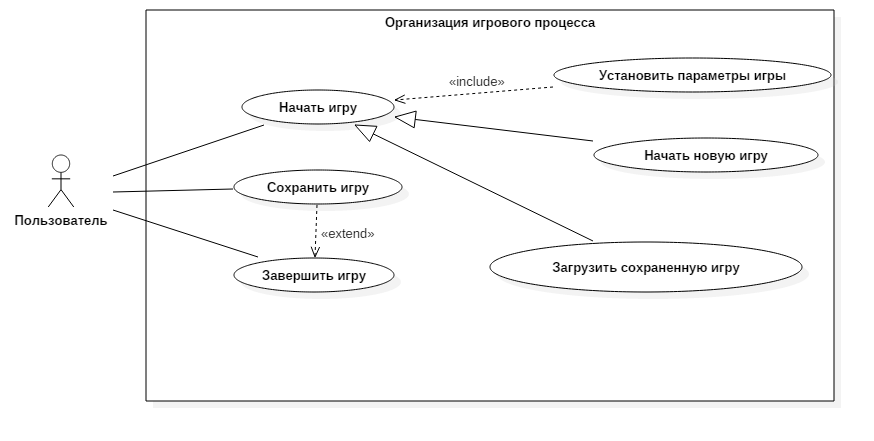 Организация игрового процесса
«include»
Установить параметры игры
Начать игру
Начать новую игру
Сохранить игру
Пользователь
«extend»
Завершить игру
Загрузить сохраненную игру